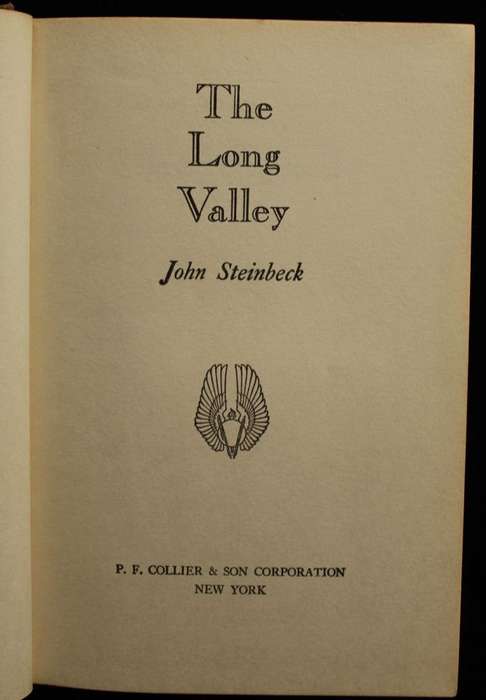 The
Long
Valley
John Steinbeck
P. F. COLLIER & SON CORPORATION
NEW YORK